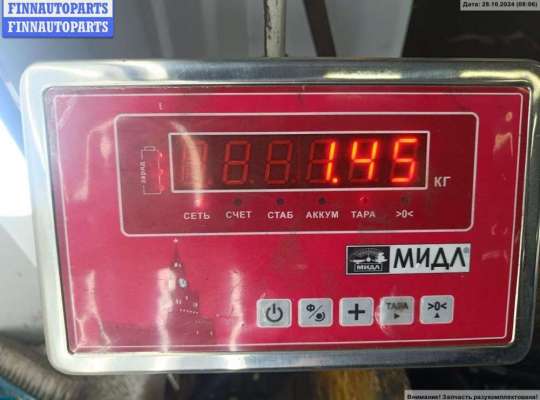 FINNAUTOPARTS
FINNAUTOPARTS
FINNAUTOPARTS
Дата: 28.10.2024 (08:06)
заряд
1.45
КГ
СЕТЬ СЧЕТ СТАБ АККУМ ТАРА >0<
МИДЛ МИДЛ®
Ф ТАРА >0<
Внимание! Запчасть разукомплектована!